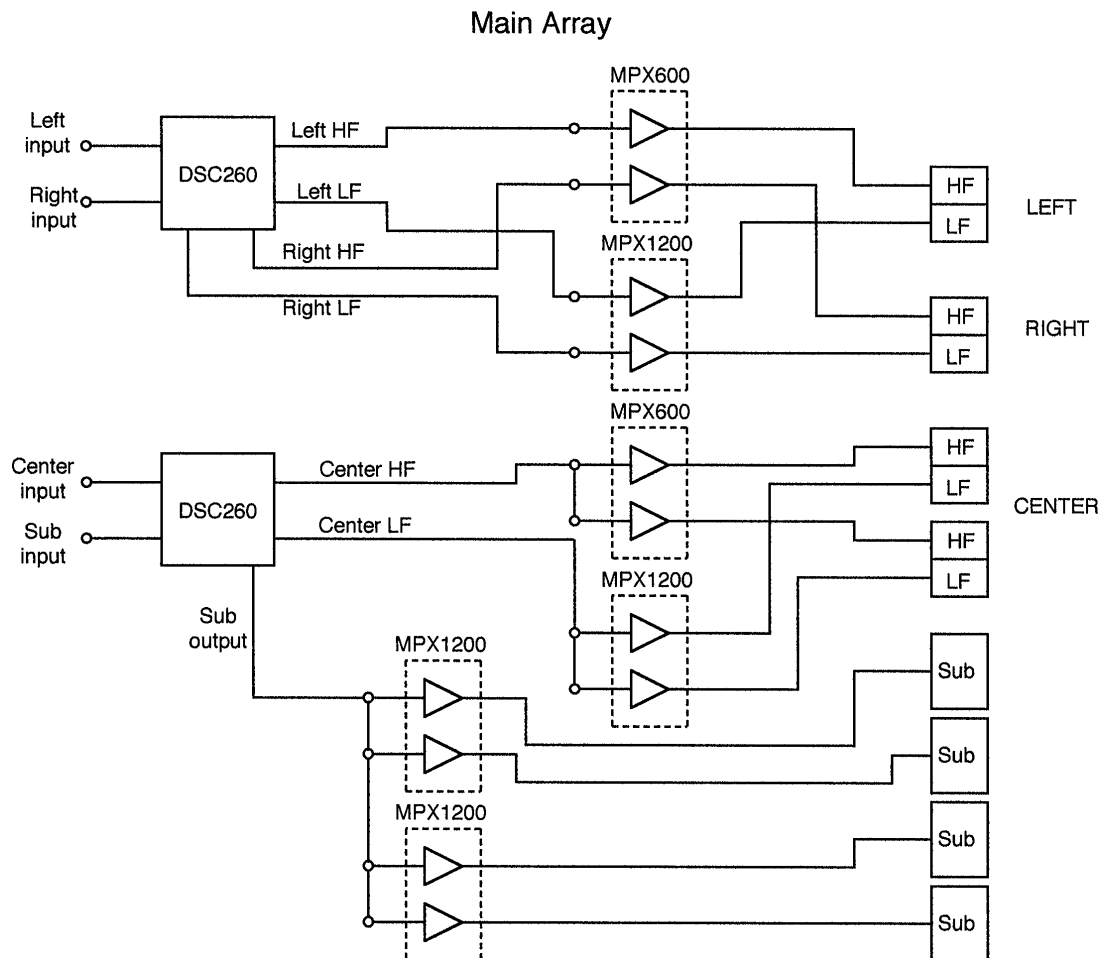 Main Array
MPX600
Left
input
DSC260
Left HF
Right
input
Left LF
HF
LEFT
LF
Right HF
MPX1200
Right LF
HF
RIGHT
LF
MPX600
Center
input
DSC260
Center HF
HF
LF
CENTER
Sub
input
Center LF
HF
LF
MPX1200
Sub
output
MPX1200
Sub
Sub
MPX1200
Sub
Sub